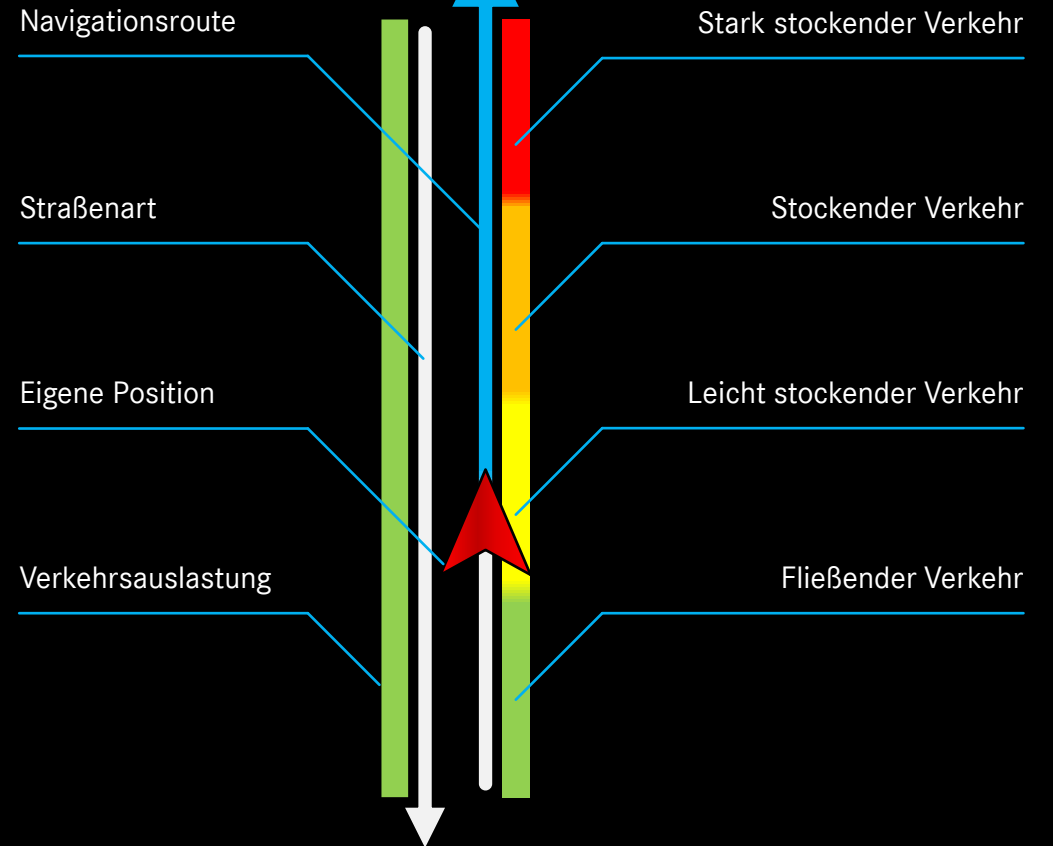 Navigationsroute
Stark stockender Verkehr
Straßenart
Stockender Verkehr
Eigene Position
Leicht stockender Verkehr
Verkehrsauslastung
Fließender Verkehr